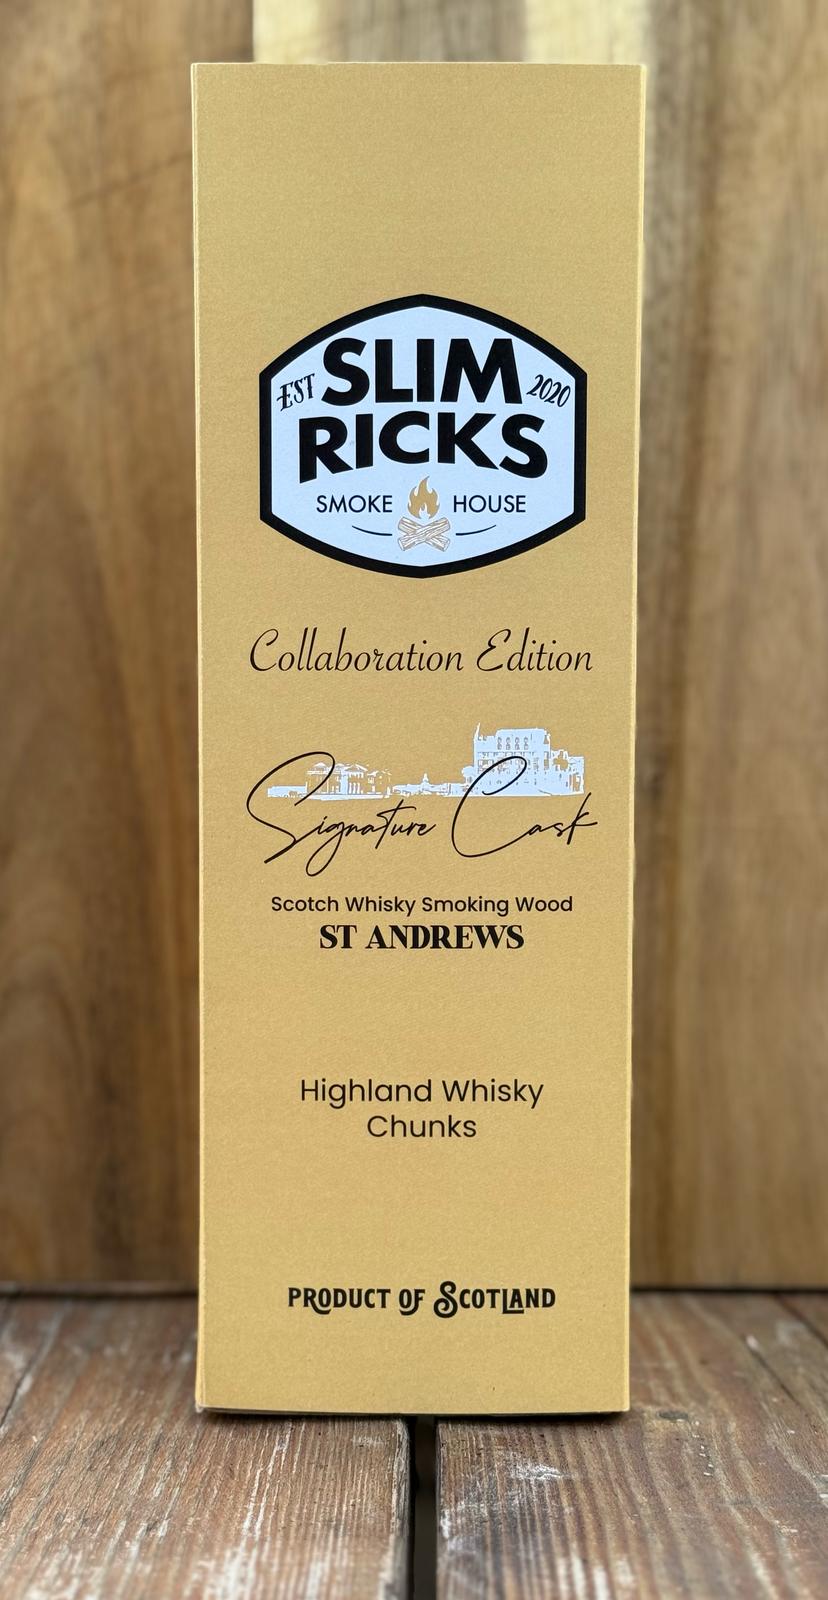 EST SLIM 2020
RICKS
SMOKE HOUSE
Collaboration Edition
Signature Cask
Scotch Whisky Smoking Wood
ST ANDREWS
Highland Whisky
Chunks
PRODUCT OF SCOTLAND